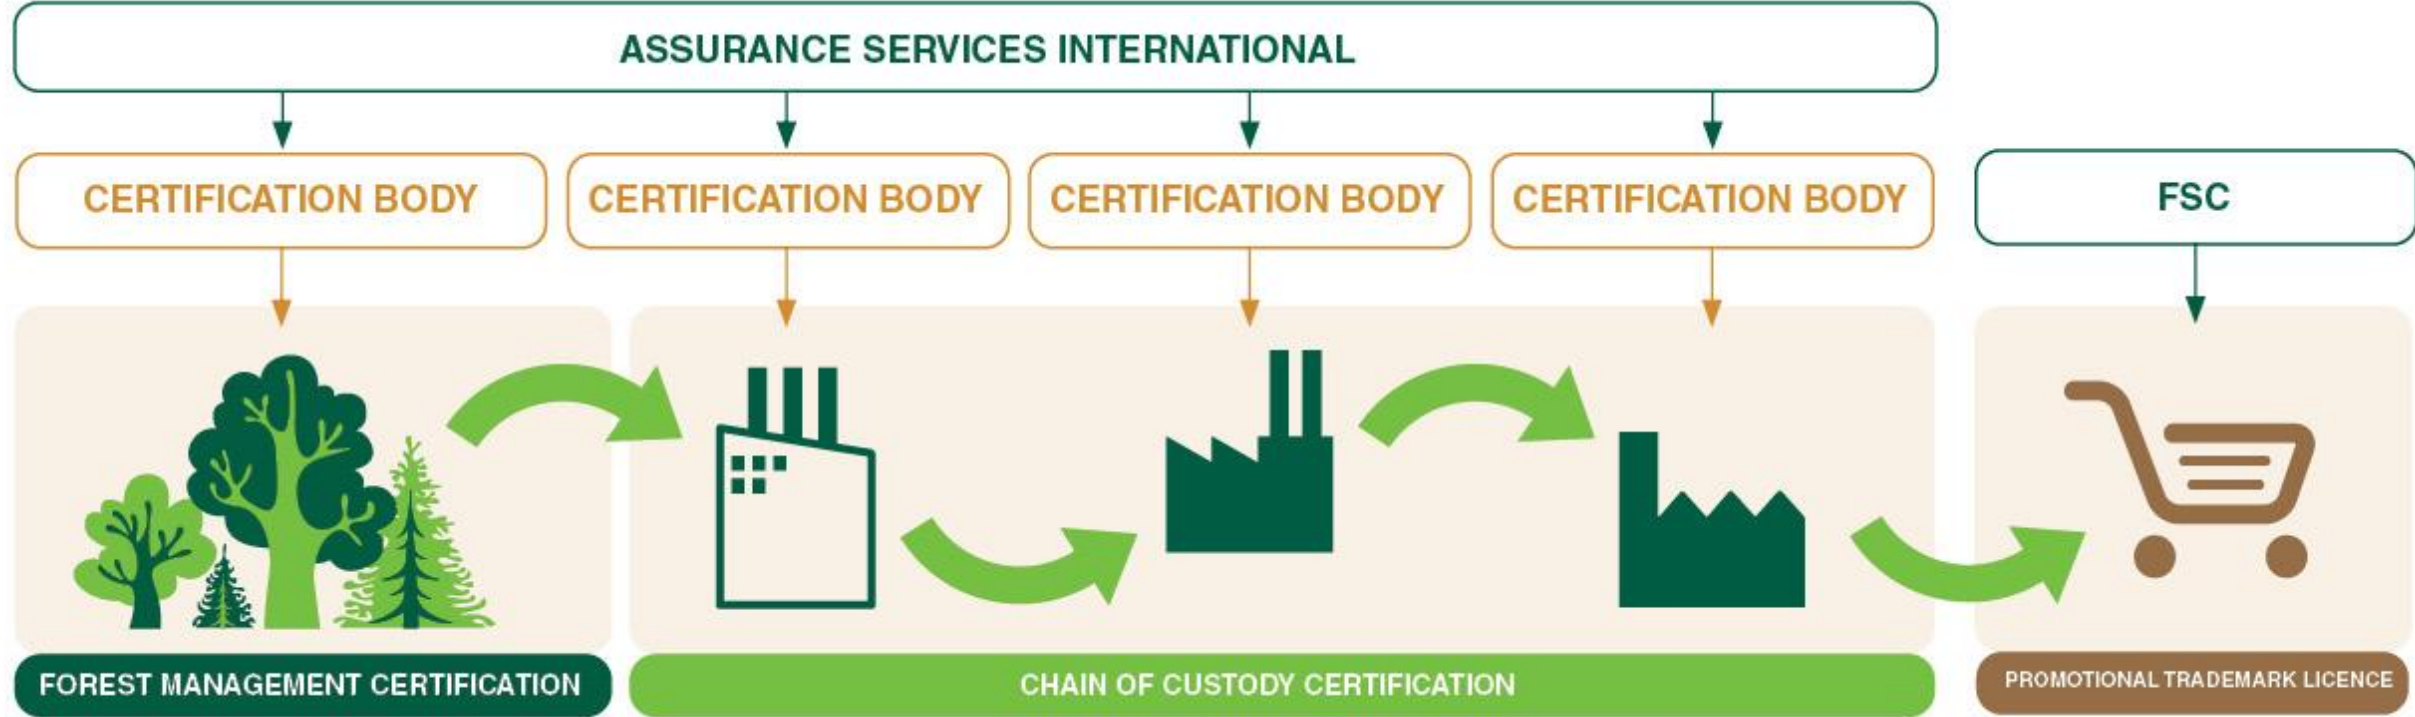 ASSURANCE SERVICES INTERNATIONAL
CERTIFICATION BODY
CERTIFICATION BODY
CERTIFICATION BODY
CERTIFICATION BODY
FSC
FOREST MANAGEMENT CERTIFICATION
CHAIN OF CUSTODY CERTIFICATION
PROMOTIONAL TRADEMARK LICENCE